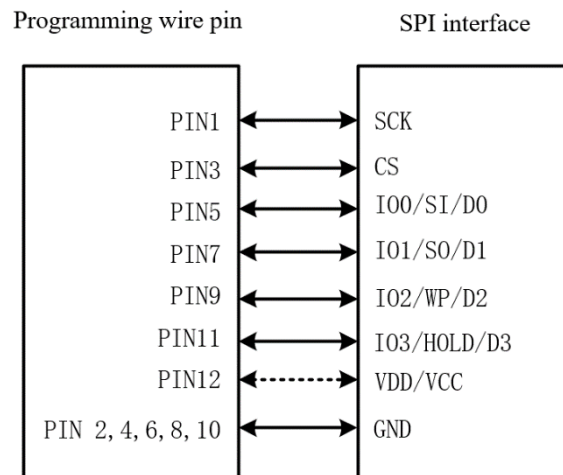 Programming wire pin SPI interface
PIN1 SCK
PIN3 CS
PIN5 IO0/SI/D0
PIN7 IO1/SO/D1
PIN9 IO2/WP/D2
PIN11 IO3/HOLD/D3
PIN12 VDD/VCC
PIN 2,4,6,8,10 GND